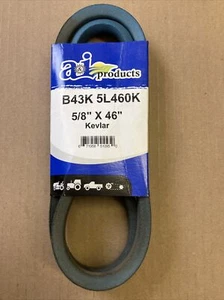 a&i
products
B43K 5L460K
5/8" X 46"
Kevlar